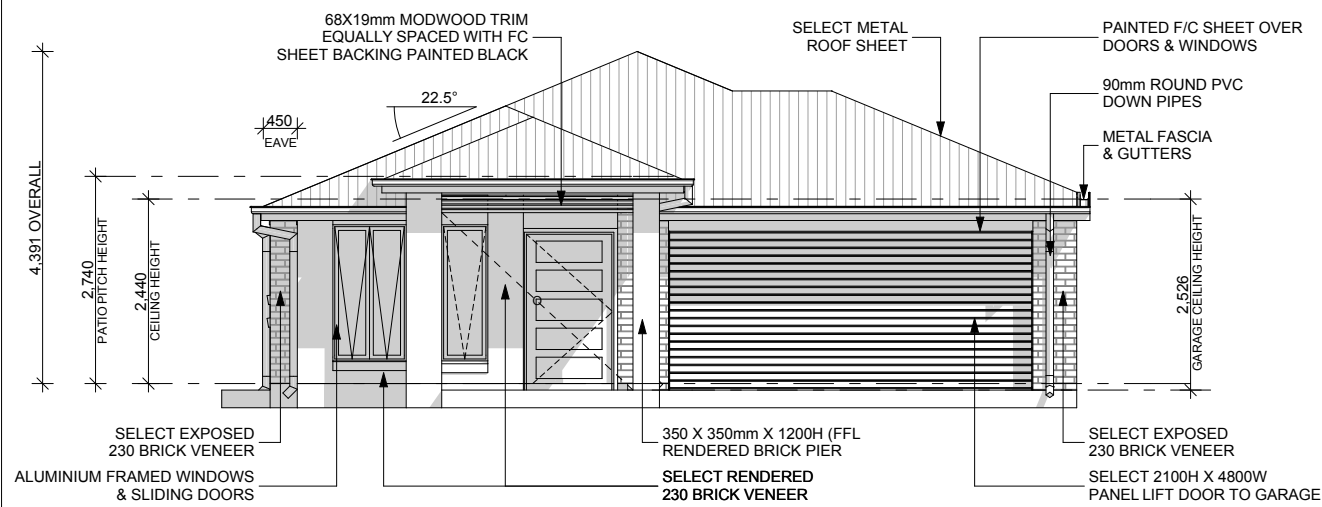 68X19mm MODWOOD TRIM
EQUALLY SPACED WITH FC
SHEET BACKING PAINTED BLACK
SELECT METAL
ROOF SHEET
PAINTED F/C SHEET OVER
DOORS & WINDOWS
90mm ROUND PVC
DOWN PIPES
METAL FASCIA
& GUTTERS
22.5°
450
EAVE
4,391 OVERALL
2,740
PATIO PITCH HEIGHT
2,440
CEILING HEIGHT
2,526
GARAGE CEILING HEIGHT
SELECT EXPOSED
230 BRICK VENEER
ALUMINIUM FRAMED WINDOWS
& SLIDING DOORS
350 X 350mm X 1200H (FFL
RENDERED BRICK PIER
SELECT RENDERED
230 BRICK VENEER
SELECT EXPOSED
230 BRICK VENEER
SELECT 2100H X 4800W
PANEL LIFT DOOR TO GARAGE